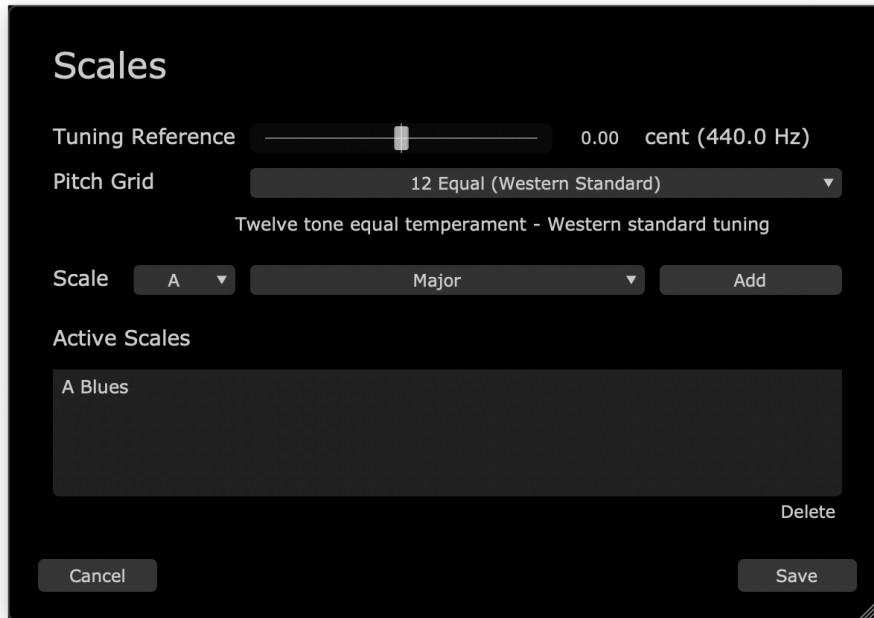 Scales
Tuning Reference 0.00 cent (440.0 Hz)
Pitch Grid 12 Equal (Western Standard)
Twelve tone equal temperament - Western standard tuning
Scale A Major Add
Active Scales
A Blues
Delete
Cancel Save